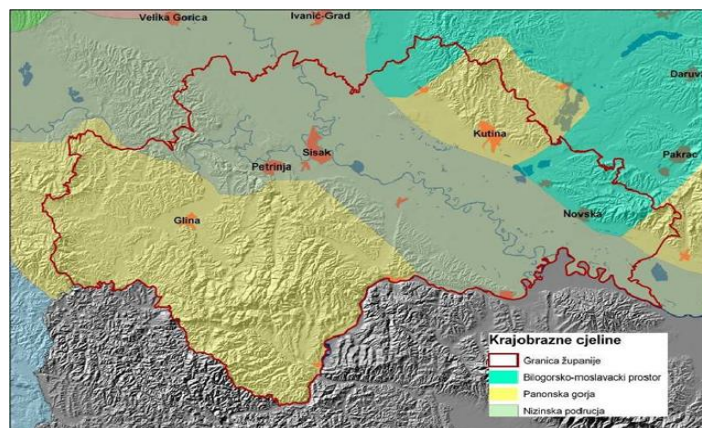 Velika Gorica
Ivanić-Grad
Daruv
Kutina
Sisak
Petrinja
Pakrac
Glina
Novska
Krajobrazne cjeline
Granica županije
Bilogorsko-moslavacki prostor
Panonska gorja
Nizinska podrucja